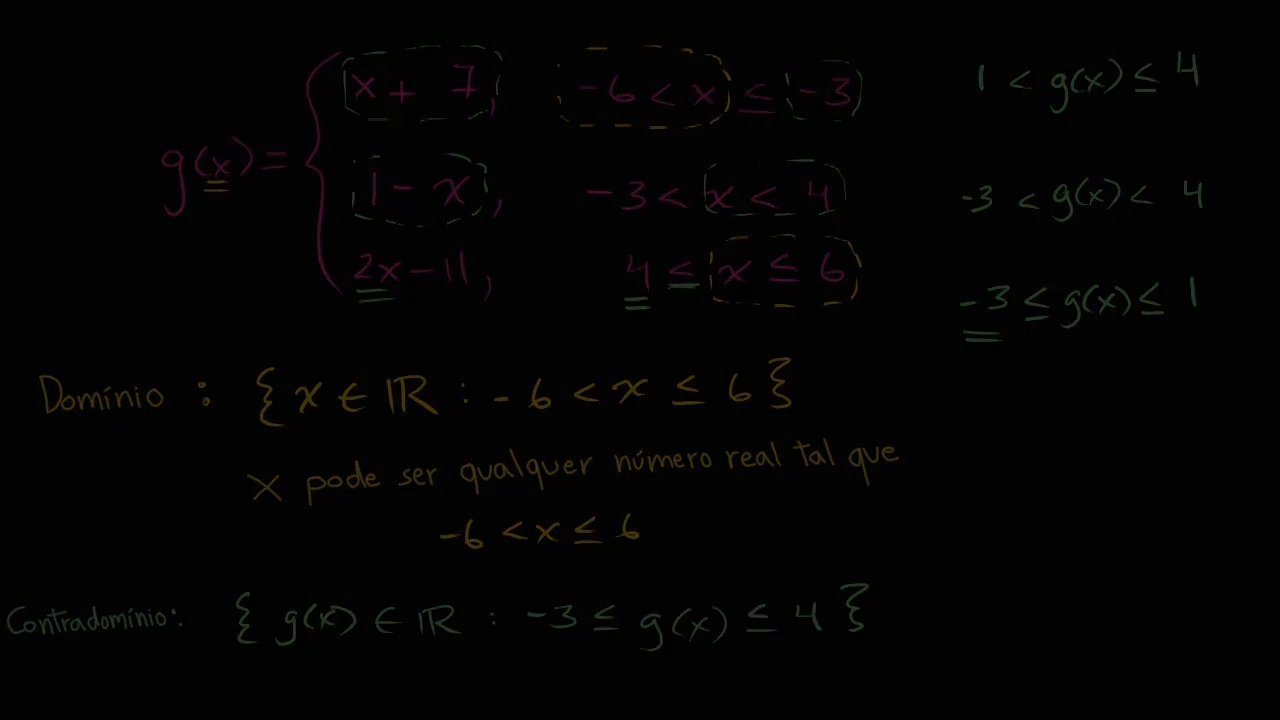 x + 7, -6 < x ≤ -3 1 < g(x) ≤ 4
g(x) = { 1 - x, -3 < x < 4 -3 < g(x) < 4
2x - 11, 4 ≤ x ≤ 6 -3 ≤ g(x) ≤ 1
Domínio : { x ∈ ℝ : -6 < x ≤ 6 }
x pode ser qualquer número real tal que
-6 < x ≤ 6
Contradomínio: { g(x) ∈ ℝ : -3 ≤ g(x) ≤ 4 }